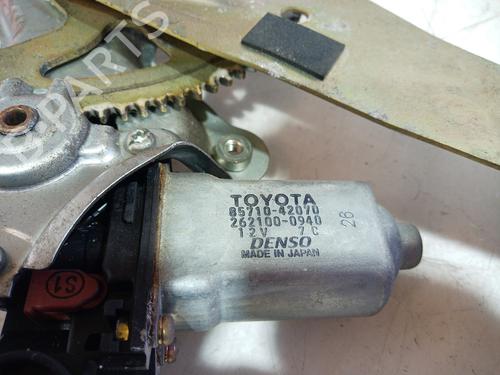 TOYOTA
85710-42070
262100-0940
12V 7C
DENSO
MADE IN JAPAN
26
S1
B-PARTS